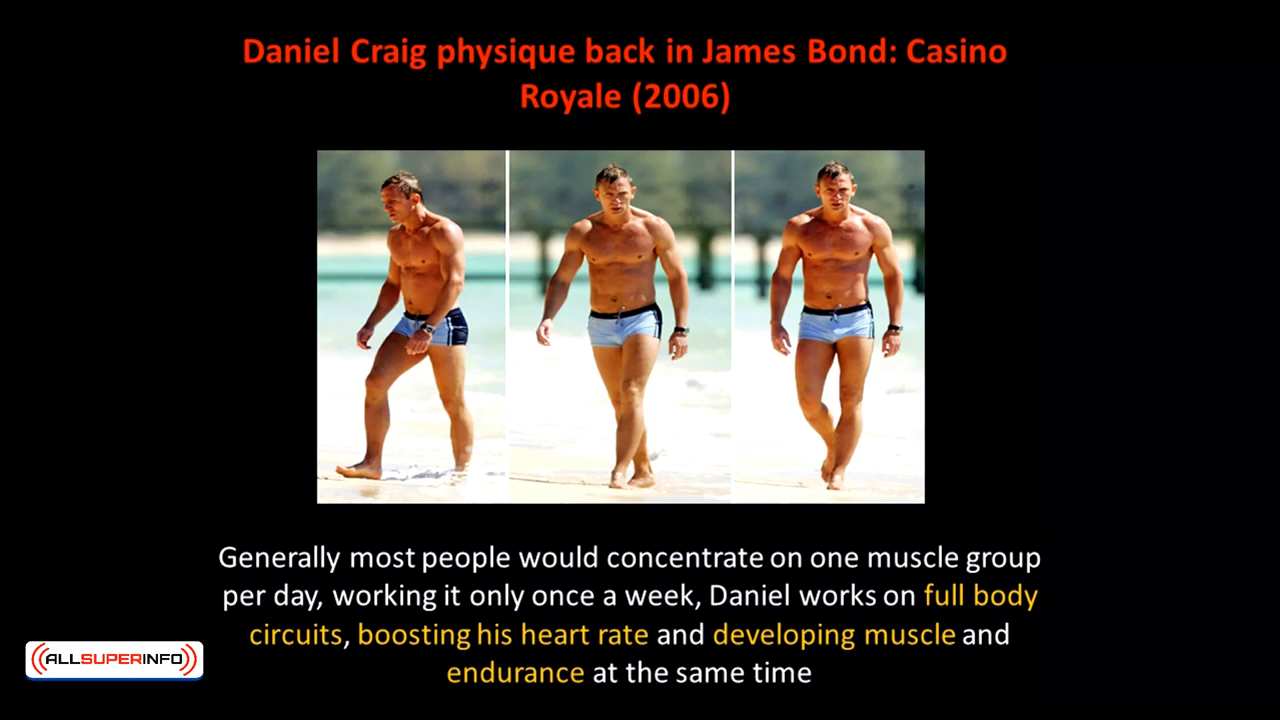 Daniel Craig physique back in James Bond: Casino
Royale (2006)
Generally most people would concentrate on one muscle group
per day, working it only once a week, Daniel works on full body
circuits, boosting his heart rate and developing muscle and
endurance at the same time
ALLSUPERINFO